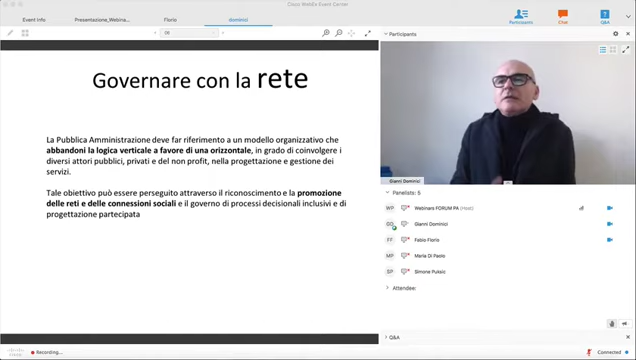 Cisco WebEx Event Center
Event Info
Presentazione_Webina...
Florio
dominici
Participants
Chat
Q&A
Participants
Governare con la rete
La Pubblica Amministrazione deve far riferimento a un modello organizzativo che
abbandoni la logica verticale a favore di una orizzontale, in grado di coinvolgere i
diversi attori pubblici, privati e del non profit, nella progettazione e gestione dei
servizi.
Tale obiettivo può essere perseguito attraverso il riconoscimento e la promozione
delle reti e delle connessioni sociali e il governo di processi decisionali inclusivi e di
progettazione partecipata
Gianni Dominici
Panelists: 5
WP Webinars FORUM PA (Host)
GD Gianni Dominici
FF Fabio Florio
MP Maria Di Paolo
SP Simone Puksic
Attendee:
Q&A
Recording...
Connected